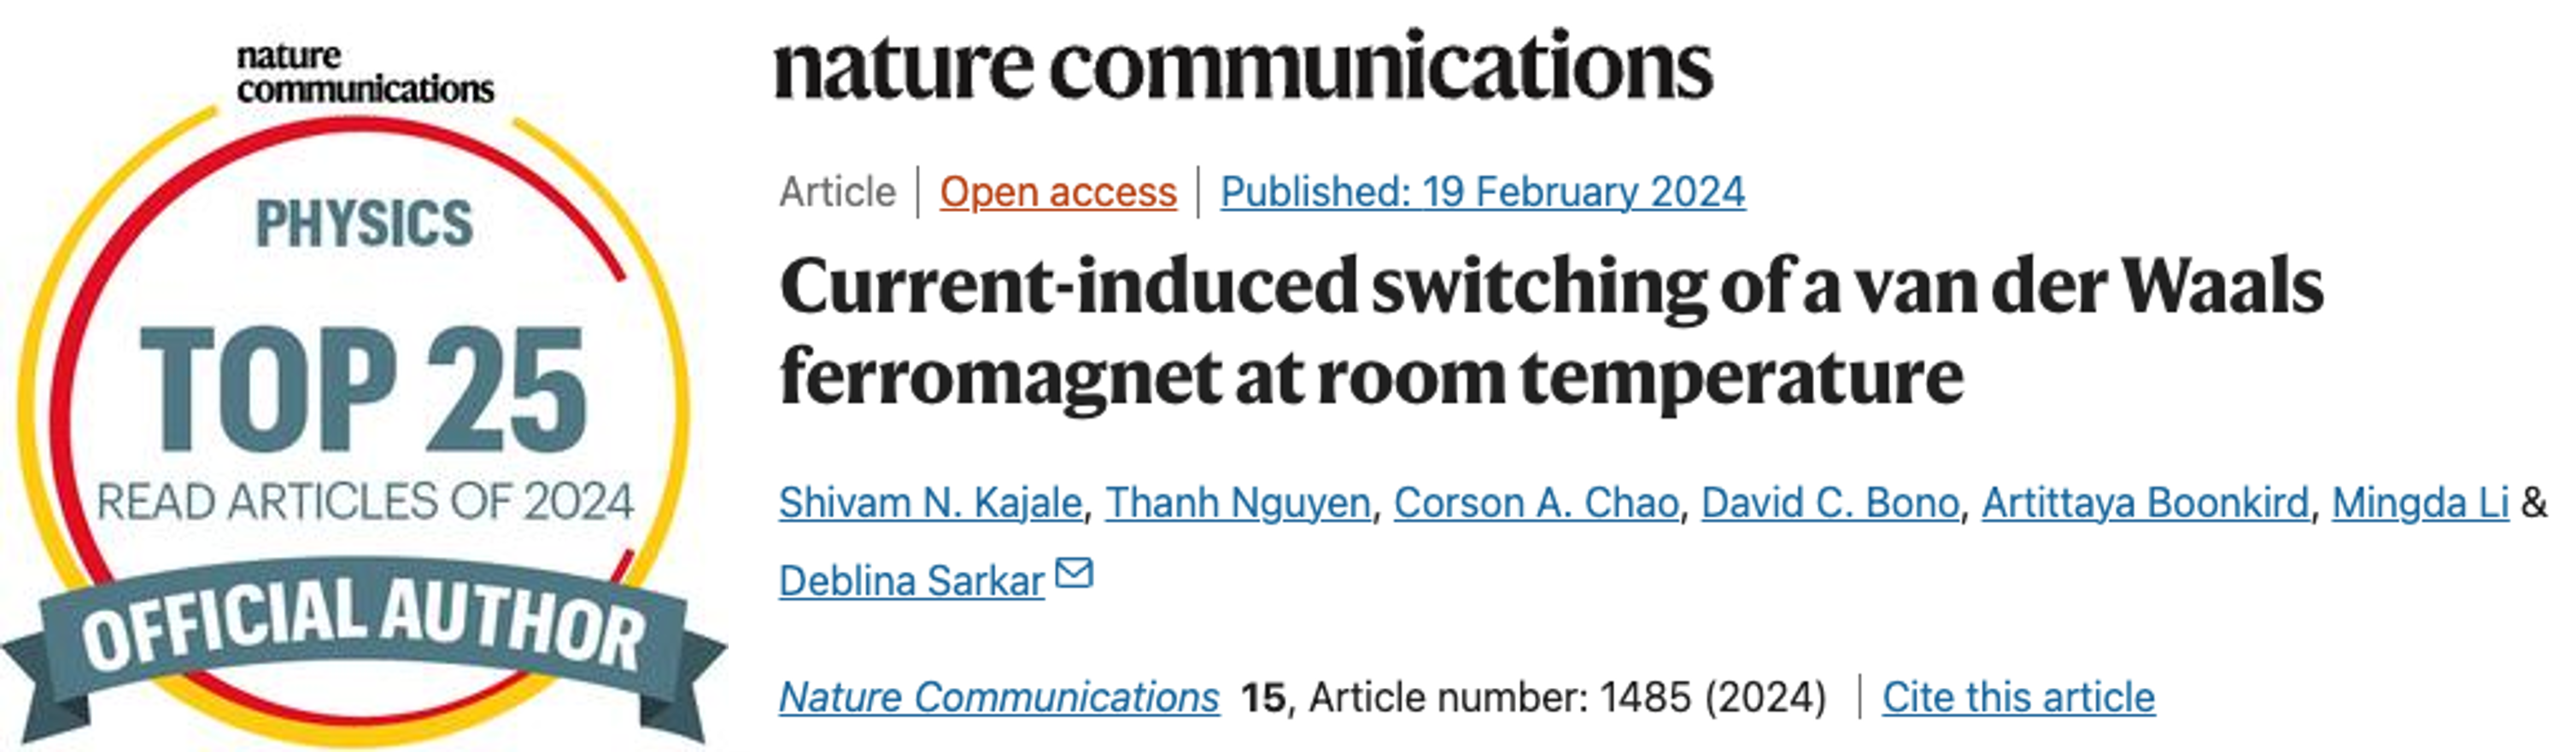 nature
communications
PHYSICS
TOP 25
READ ARTICLES OF 2024
OFFICIAL AUTHOR
nature communications
Article | Open access | Published: 19 February 2024
Current-induced switching of a van der Waals
ferromagnet at room temperature
Shivam N. Kajale, Thanh Nguyen, Corson A. Chao, David C. Bono, Artittaya Boonkird, Mingda Li &
Deblina Sarkar
Nature Communications 15, Article number: 1485 (2024) | Cite this article